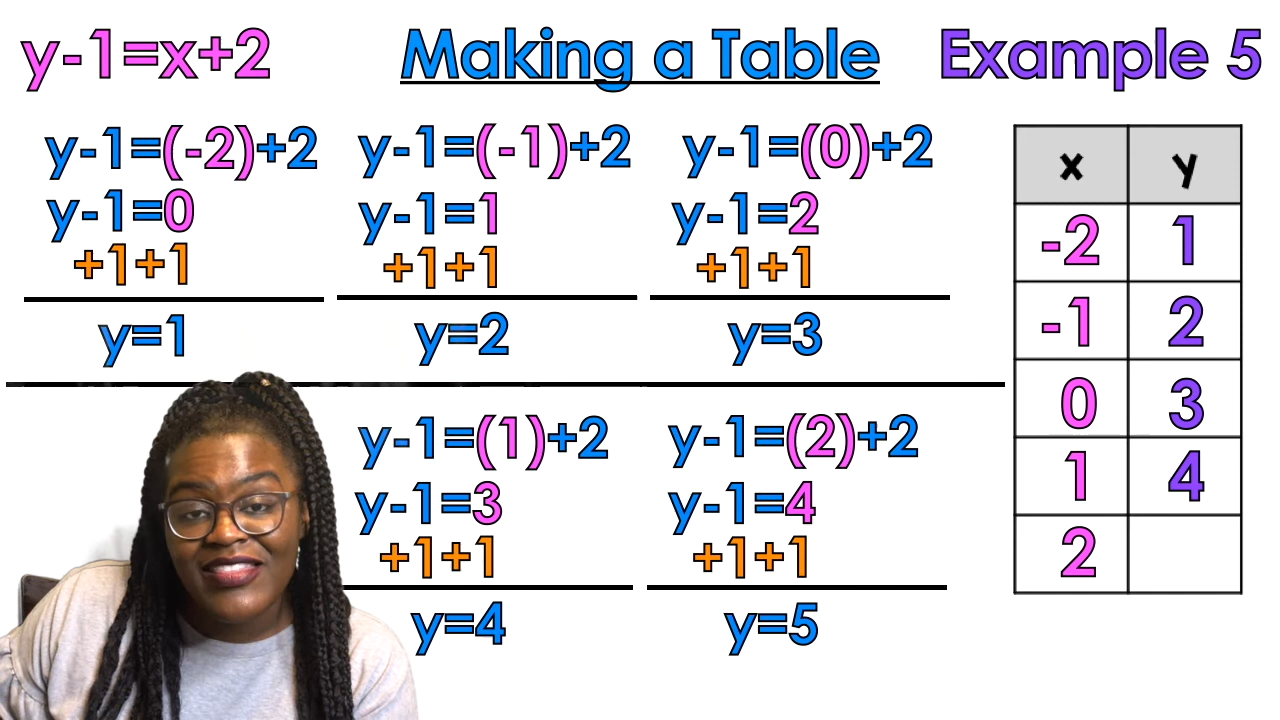 y-1=x+2
Making a Table
Example 5
y-1=(-2)+2
y-1=0
+1+1
y=1
y-1=(-1)+2
y-1=1
+1+1
y=2
y-1=(0)+2
y-1=2
+1+1
y=3
y-1=(1)+2
y-1=3
+1+1
y=4
y-1=(2)+2
y-1=4
+1+1
y=5
x y
-2 1
-1 2
0 3
1 4
2